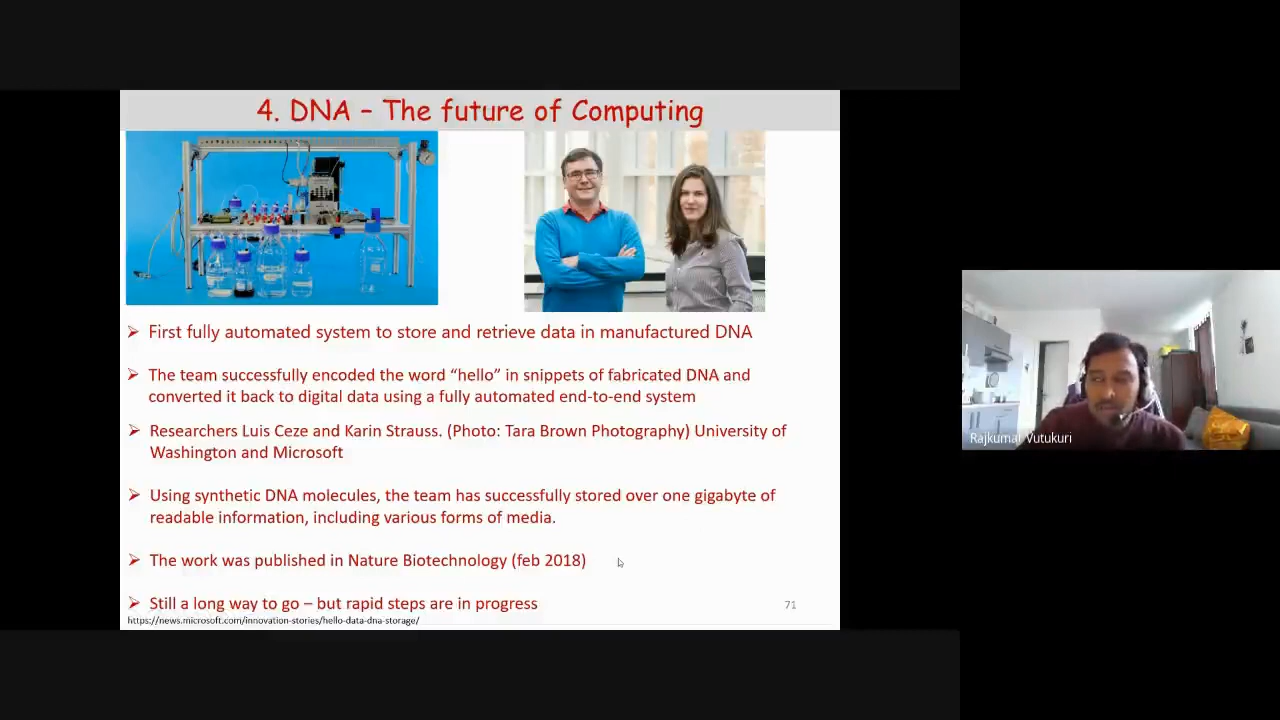 4. DNA – The future of Computing
➢ First fully automated system to store and retrieve data in manufactured DNA
➢ The team successfully encoded the word “hello” in snippets of fabricated DNA and
converted it back to digital data using a fully automated end-to-end system
➢ Researchers Luis Ceze and Karin Strauss. (Photo: Tara Brown Photography) University of
Washington and Microsoft
➢ Using synthetic DNA molecules, the team has successfully stored over one gigabyte of
readable information, including various forms of media.
➢ The work was published in Nature Biotechnology (feb 2018)
➢ Still a long way to go – but rapid steps are in progress
71
https://news.microsoft.com/innovation-stories/hello-data-dna-storage/
Rajkumar Vutukuri